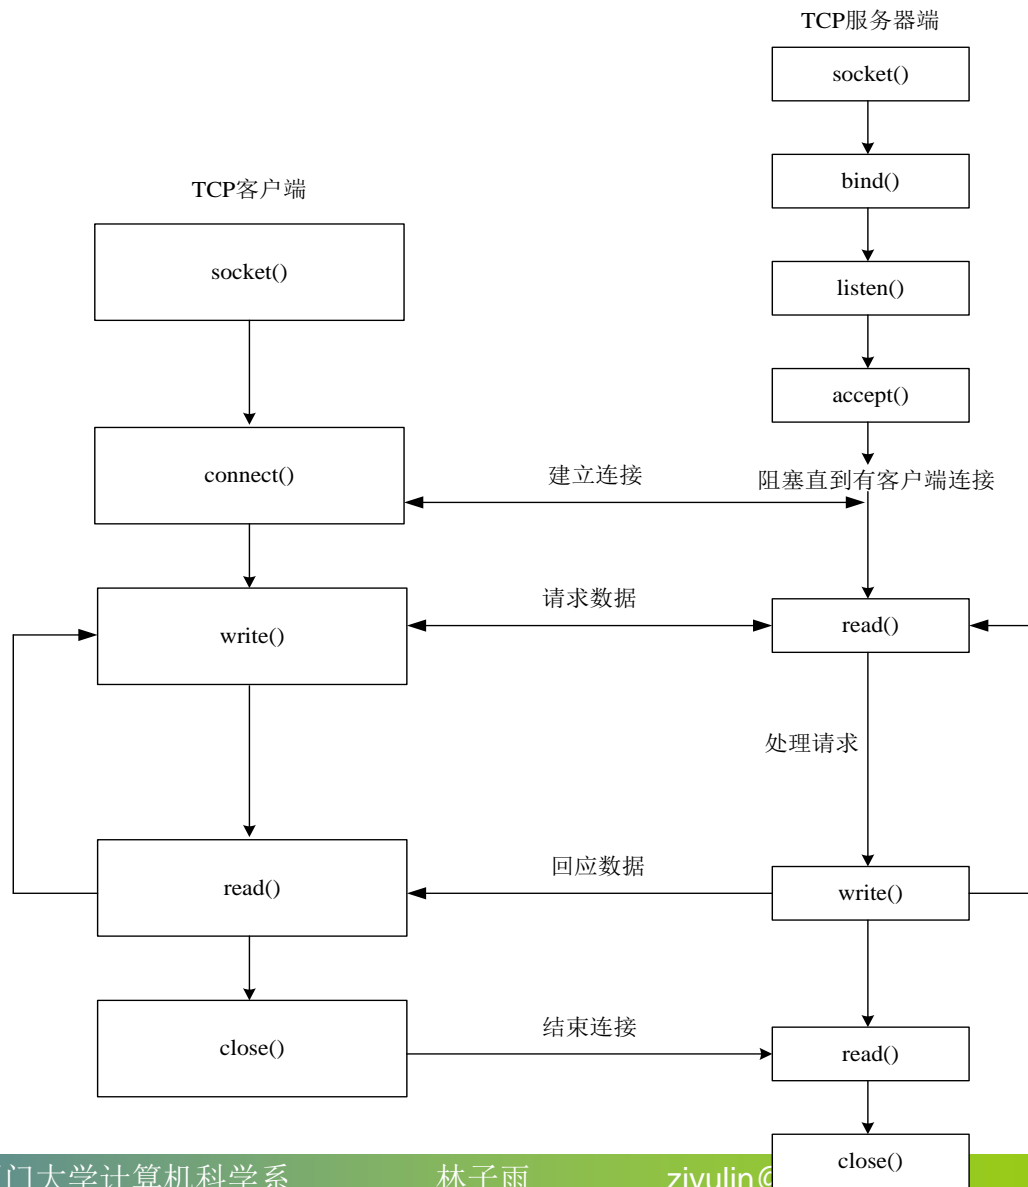 TCP服务器端
socket()
bind()
listen()
accept()
阻塞直到有客户端连接
read()
处理请求
write()
read()
close()
TCP客户端
socket()
connect()
write()
read()
close()
建立连接
请求数据
回应数据
结束连接
门大学计算机科学系 林子雨 ziyulin@